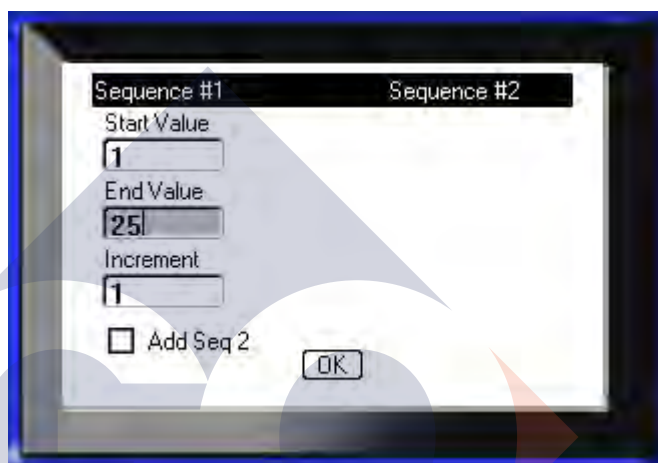 Sequence #1 Sequence #2
Start Value
1
End Value
25
Increment
1
Add Seq 2
OK